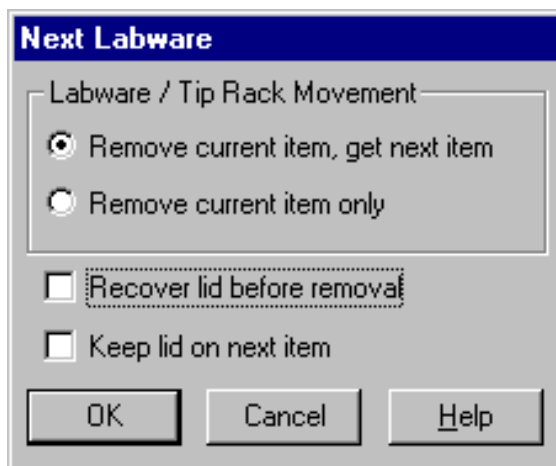 Next Labware
Labware / Tip Rack Movement
Remove current item, get next item
Remove current item only
Recover lid before removal
Keep lid on next item
OK Cancel Help